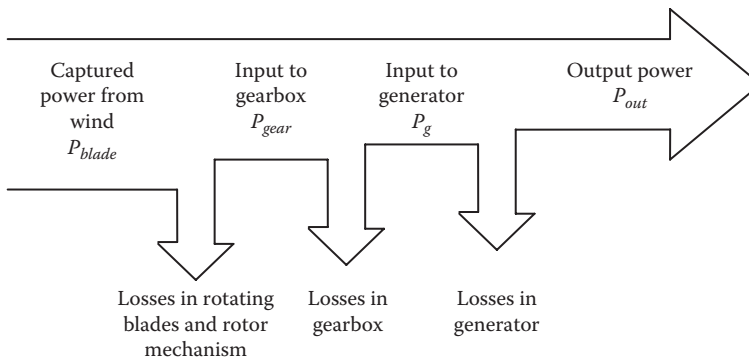 Captured
power from
wind
P_blade
Input to
gearbox
P_gear
Input to
generator
P_g
Output power
P_out
Losses in rotating
blades and rotor
mechanism
Losses in
gearbox
Losses in
generator